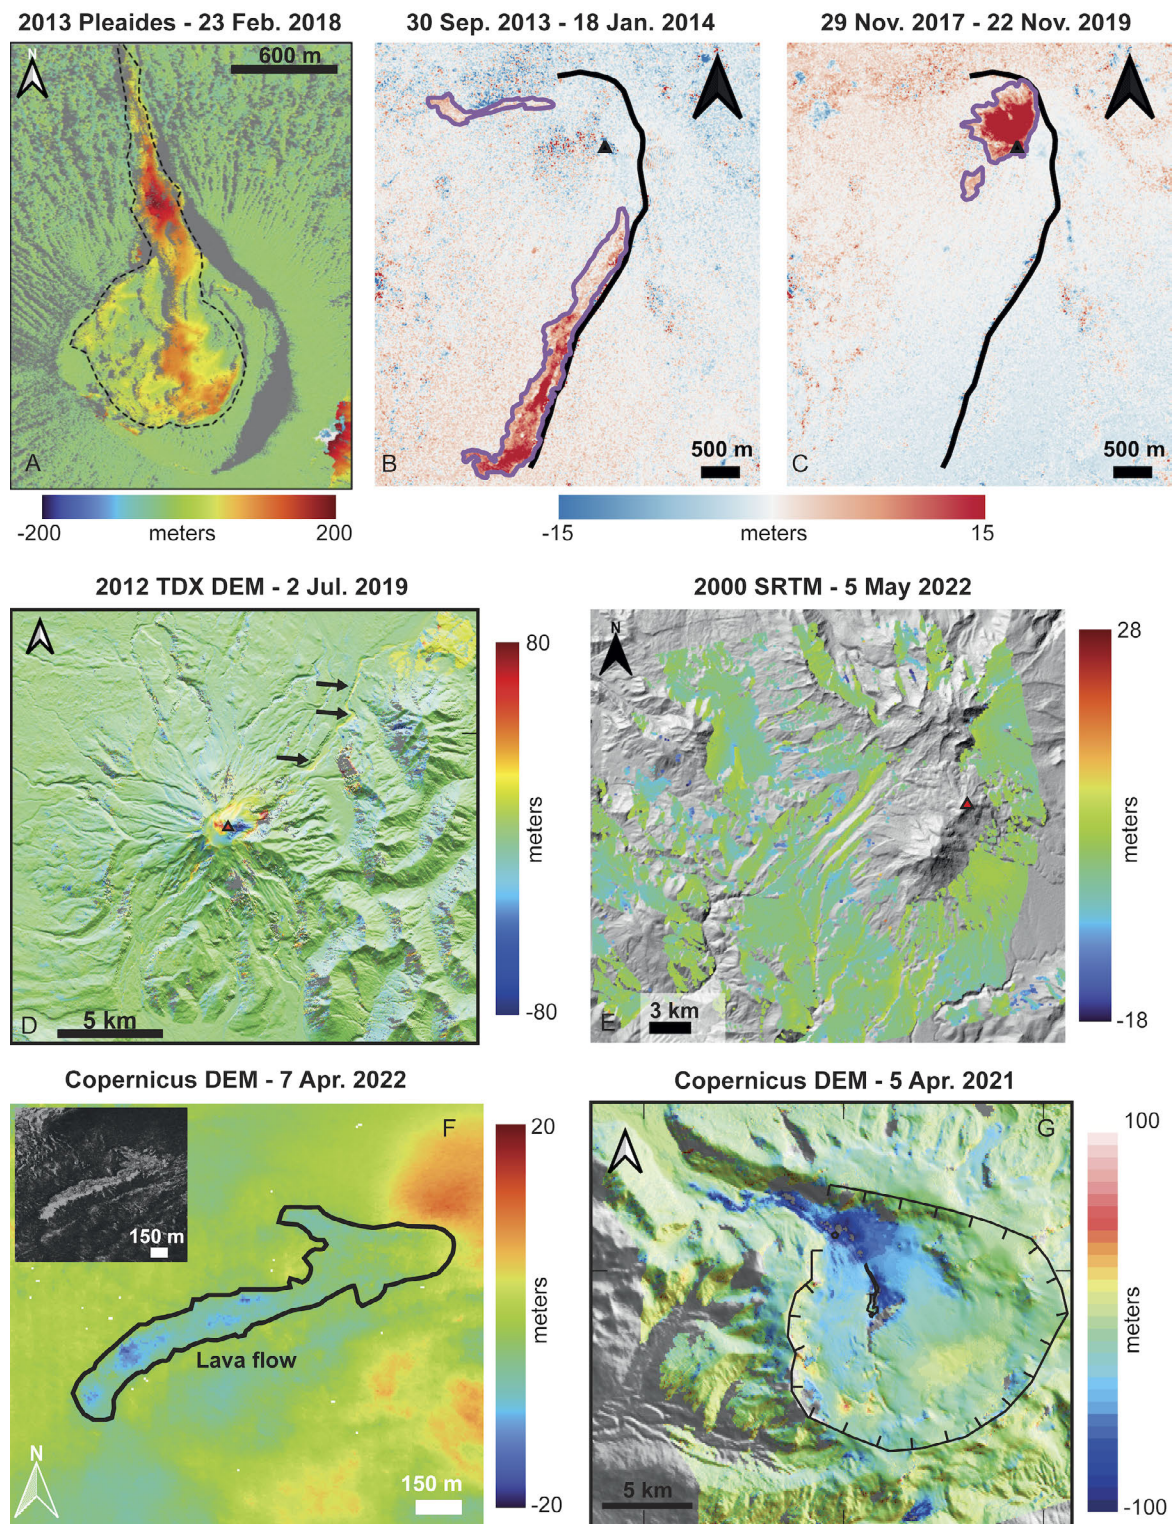 2013 Pleaides - 23 Feb. 2018
30 Sep. 2013 - 18 Jan. 2014
29 Nov. 2017 - 22 Nov. 2019
N
600 m
A
B
500 m
C
500 m
-200 meters 200
-15 meters 15
2012 TDX DEM - 2 Jul. 2019
2000 SRTM - 5 May 2022
80
meters
-80
D
5 km
N
28
meters
-18
E
3 km
Copernicus DEM - 7 Apr. 2022
Copernicus DEM - 5 Apr. 2021
150 m
F
20
meters
-20
Lava flow
N
150 m
G
100
meters
-100
5 km